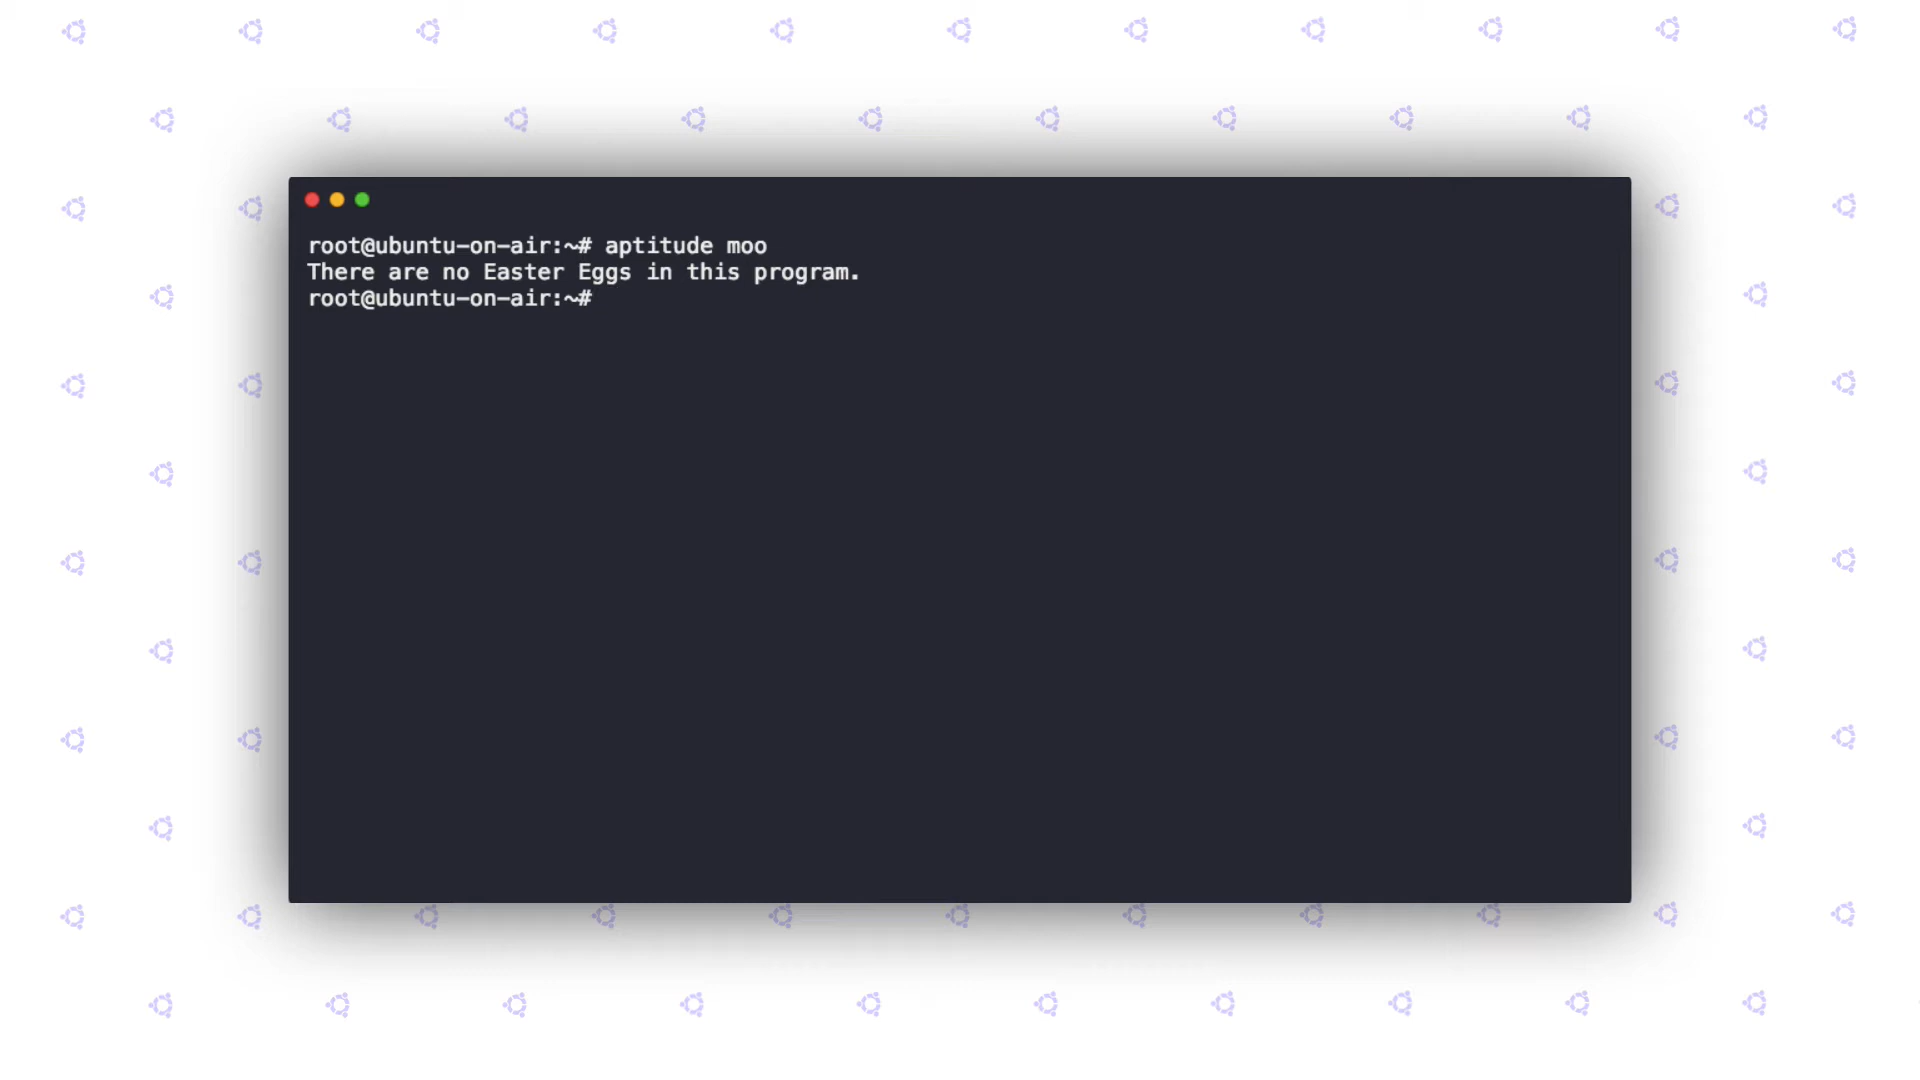 root@ubuntu-on-air:~# aptitude moo
There are no Easter Eggs in this program.
root@ubuntu-on-air:~#